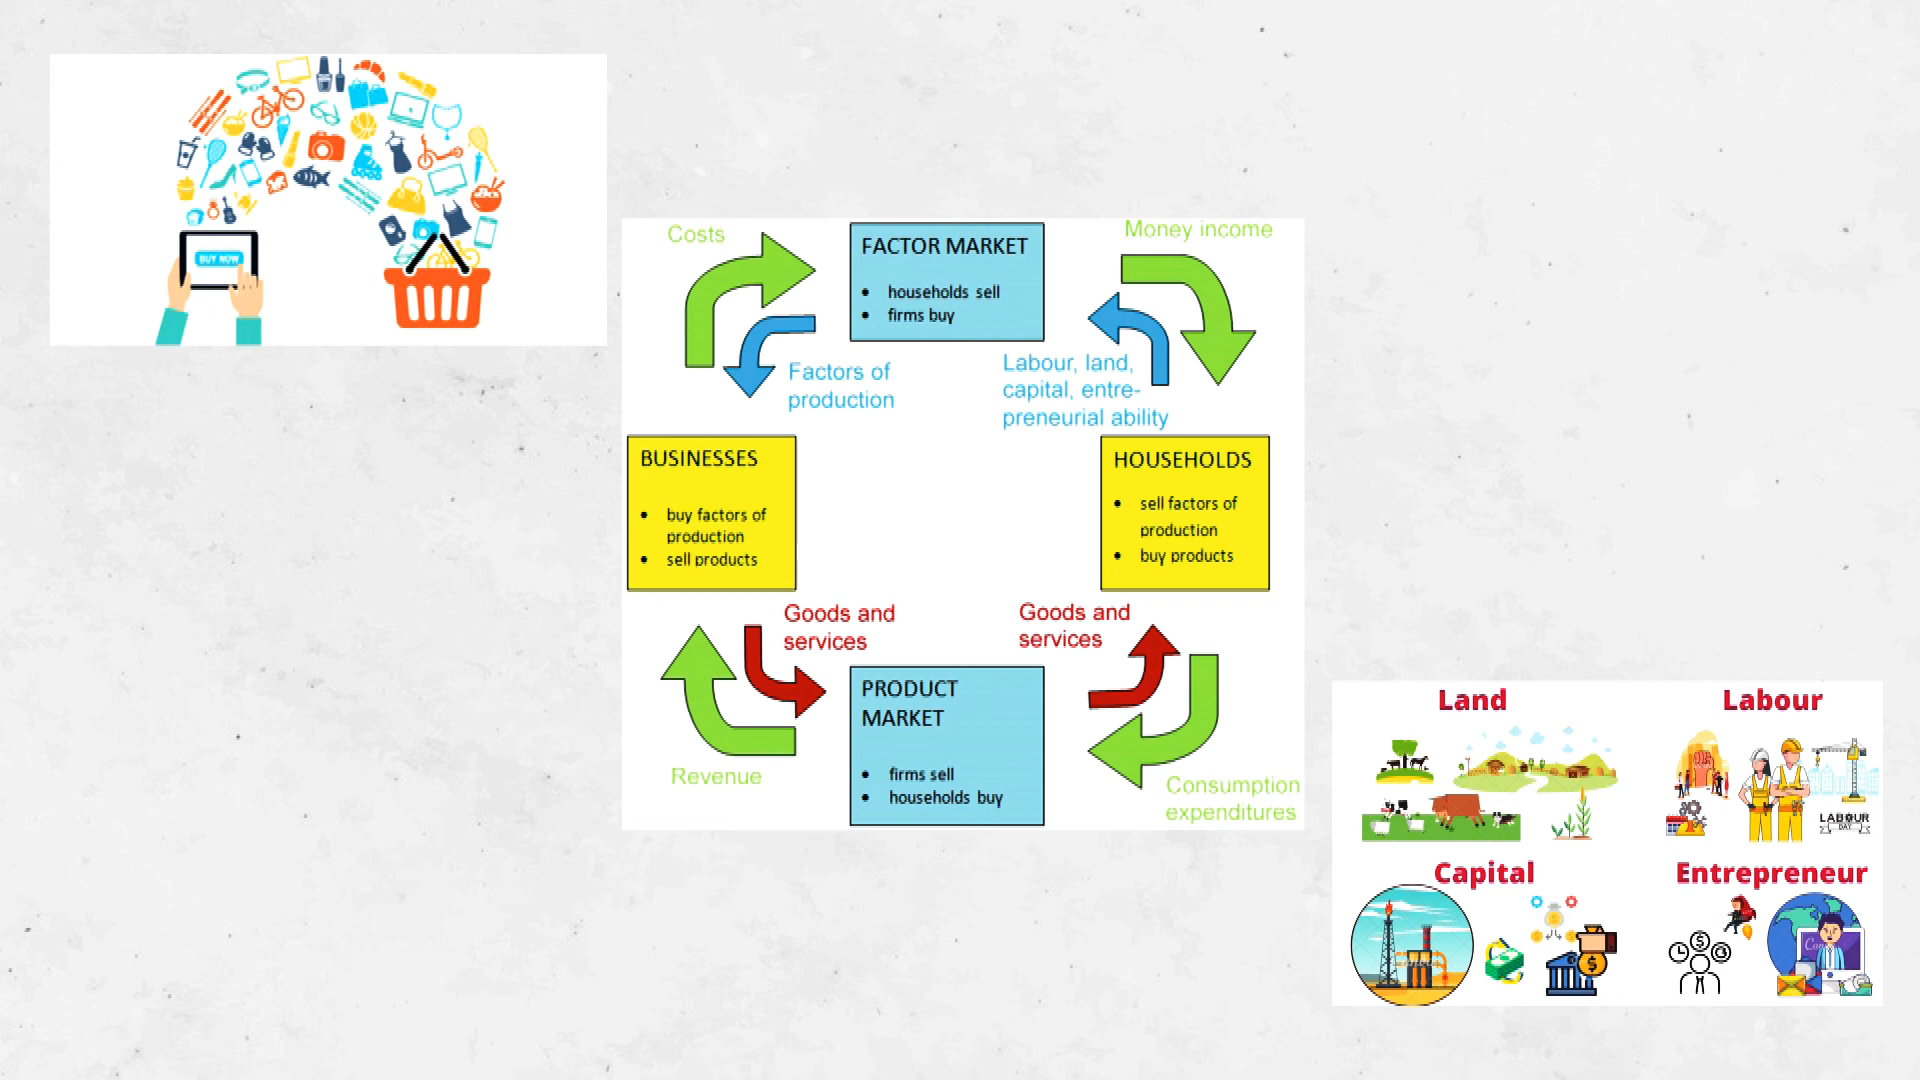 BUY NOW
Costs
FACTOR MARKET
• households sell
• firms buy
Money income
Factors of
production
Labour, land,
capital, entre-
preneurial ability
BUSINESSES
• buy factors of
production
• sell products
HOUSEHOLDS
• sell factors of
production
• buy products
Goods and
services
Goods and
services
PRODUCT
MARKET
• firms sell
• households buy
Revenue
Consumption
expenditures
Land
Labour
LABOUR
DAY
Capital
Entrepreneur